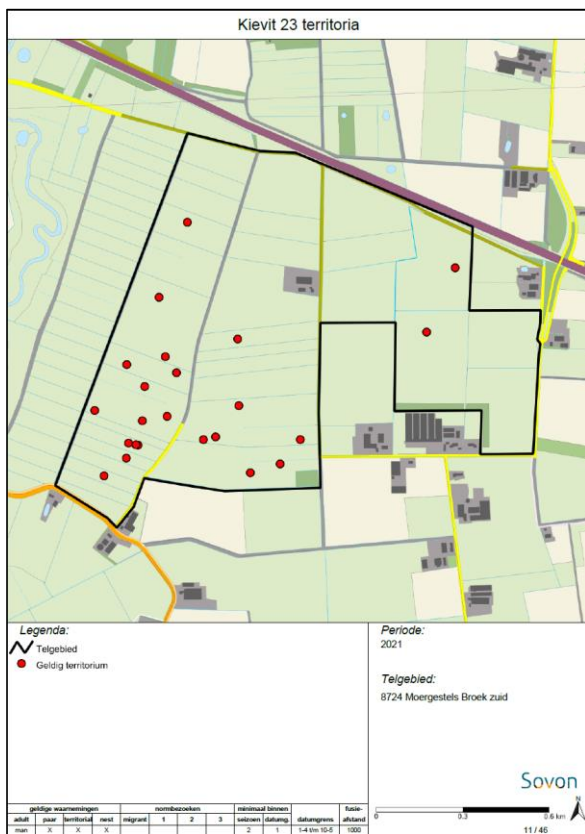 Kievit 23 territoria
Legenda:
Telgebied
Geldig territorium
Periode:
2021
Telgebied:
8724 Moergestels Broek zuid
Sovon
N
0 0.3 0.6 km
11 / 46
geldige waarnemingen normbezoeken minimaal binnen fusie-
adult paar territoriaal nest migrant 1 2 3 seizoen datumg. datumgrens afstand
man X X X 2 1 1-4 t/m 10-5 1000